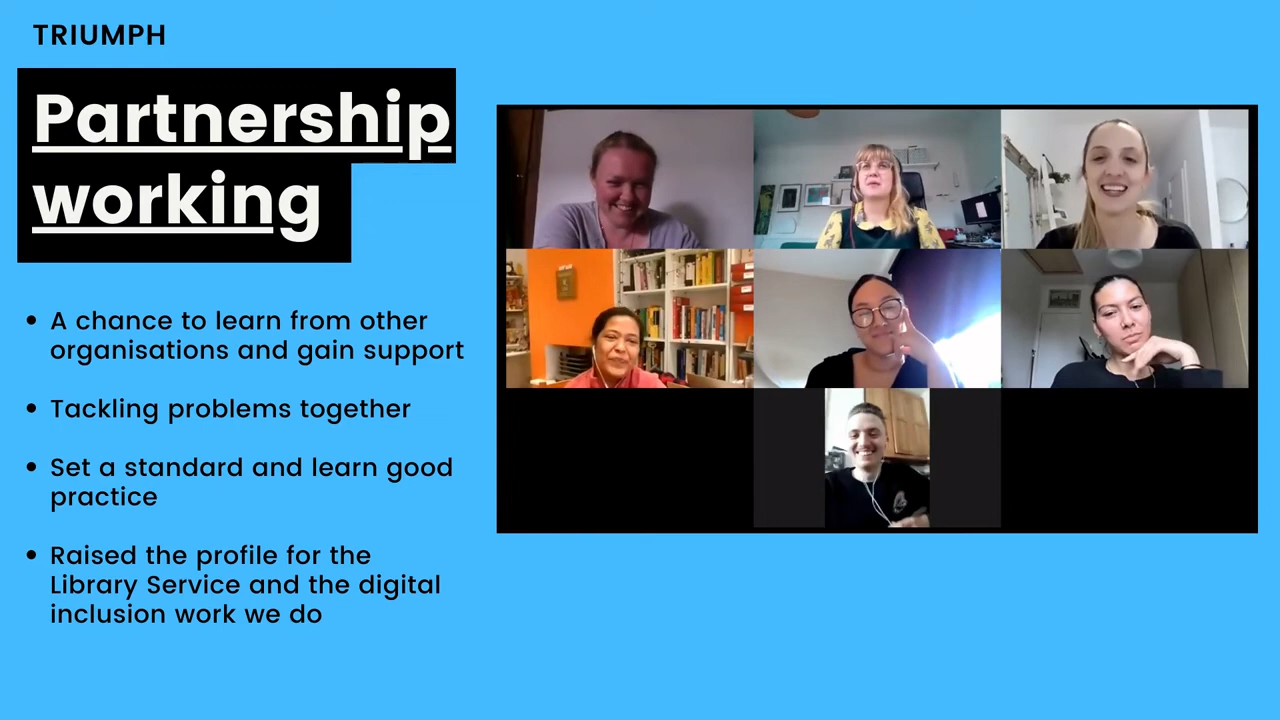 TRIUMPH
Partnership
working
• A chance to learn from other
organisations and gain support
• Tackling problems together
• Set a standard and learn good
practice
• Raised the profile for the
Library Service and the digital
inclusion work we do